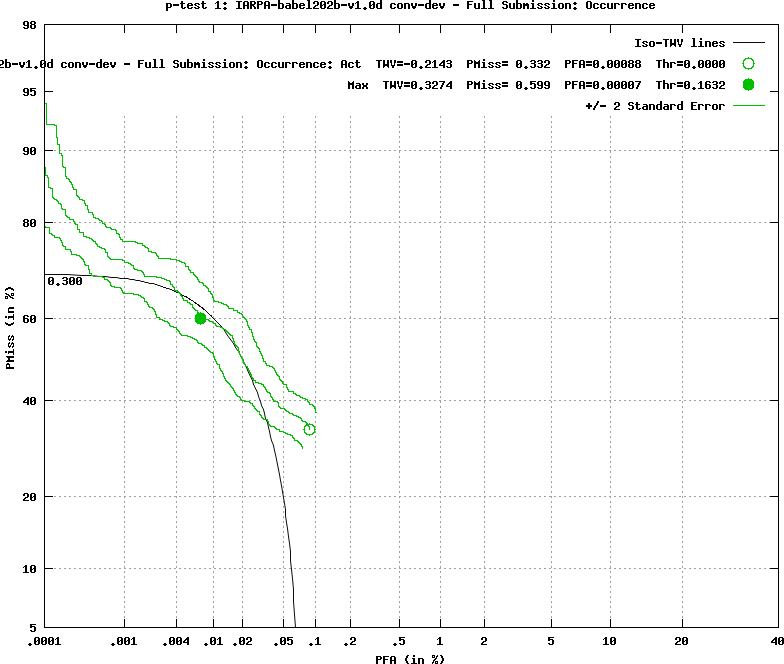 p-test 1: IARPA-babel202b-v1.0d conv-dev - Full Submission: Occurrence
98
Iso-TWV lines
2b-v1.0d conv-dev - Full Submission: Occurrence: Act TWV=-0.2143 PMiss= 0.332 PFA=0.00088 Thr=0.0000
Max TWV=0.3274 PMiss= 0.599 PFA=0.00007 Thr=0.1632
95
+/- 2 Standard Error
90
80
0.300
60
PMiss (in %)
40
20
10
5
.0001 .001 .004 .01 .02 .05 .1 .2 .5 1 2 5 10 20 40
PFA (in %)